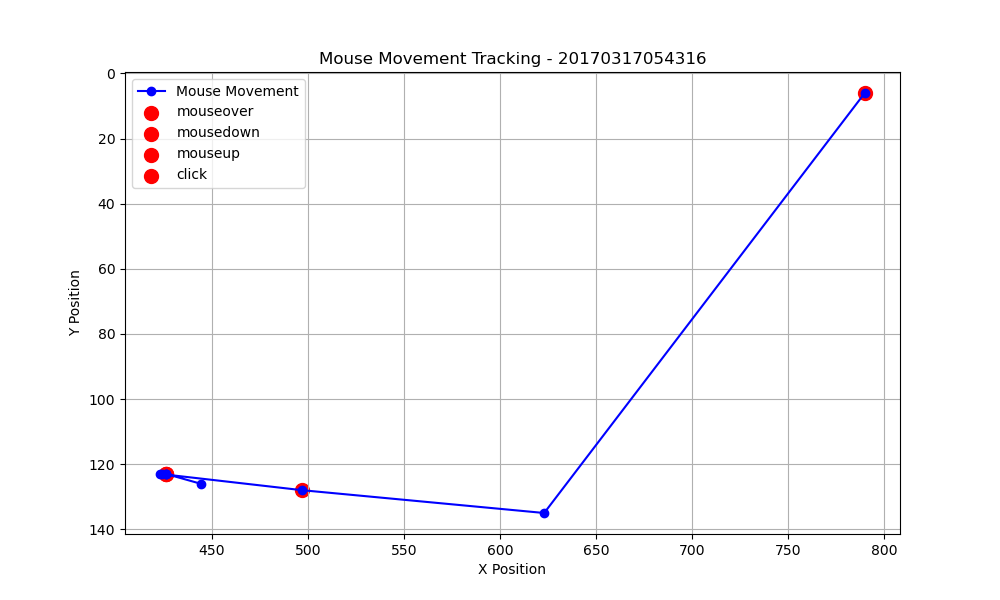 Mouse Movement Tracking - 20170317054316
Mouse Movement
mouseover
mousedown
mouseup
click
0
20
40
60
80
100
120
140
Y Position
450 500 550 600 650 700 750 800
X Position